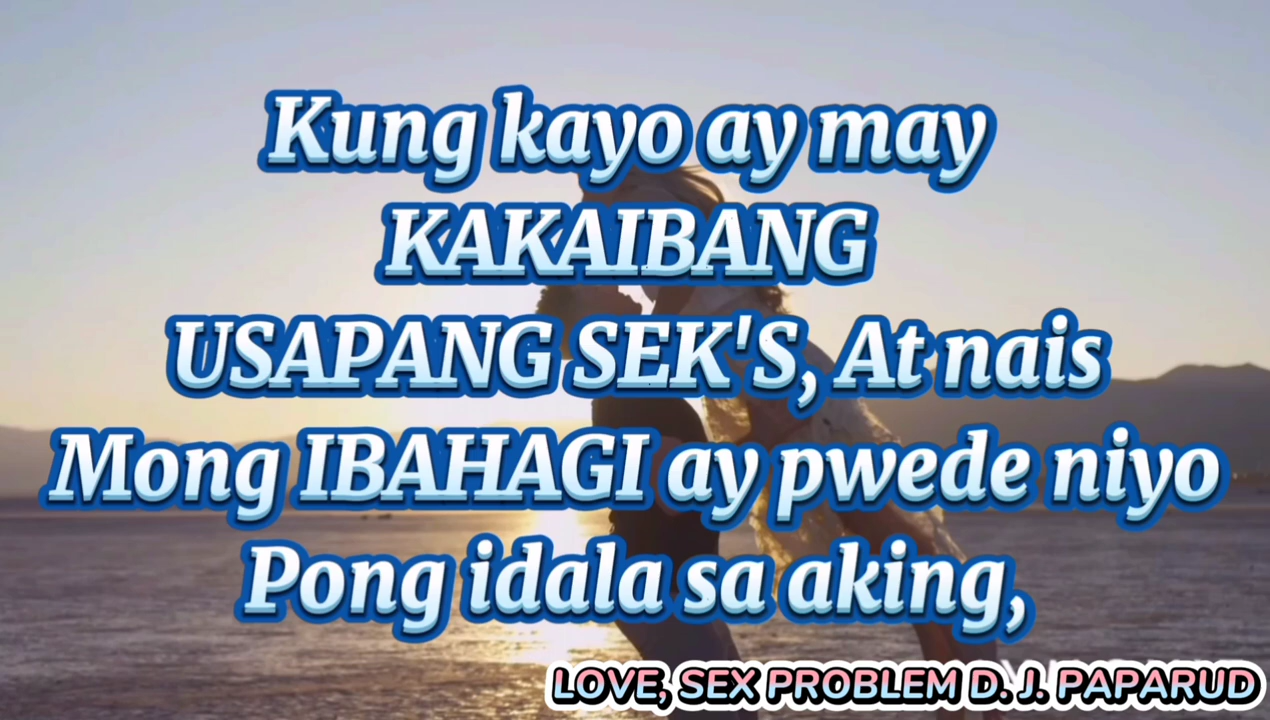 Kung kayo ay may
KAKAIBANG
USAPANG SEK'S, At nais
Mong IBAHAGI ay pwede niyo
Pong idala sa aking,
LOVE, SEX PROBLEM D. J. PAPARUD